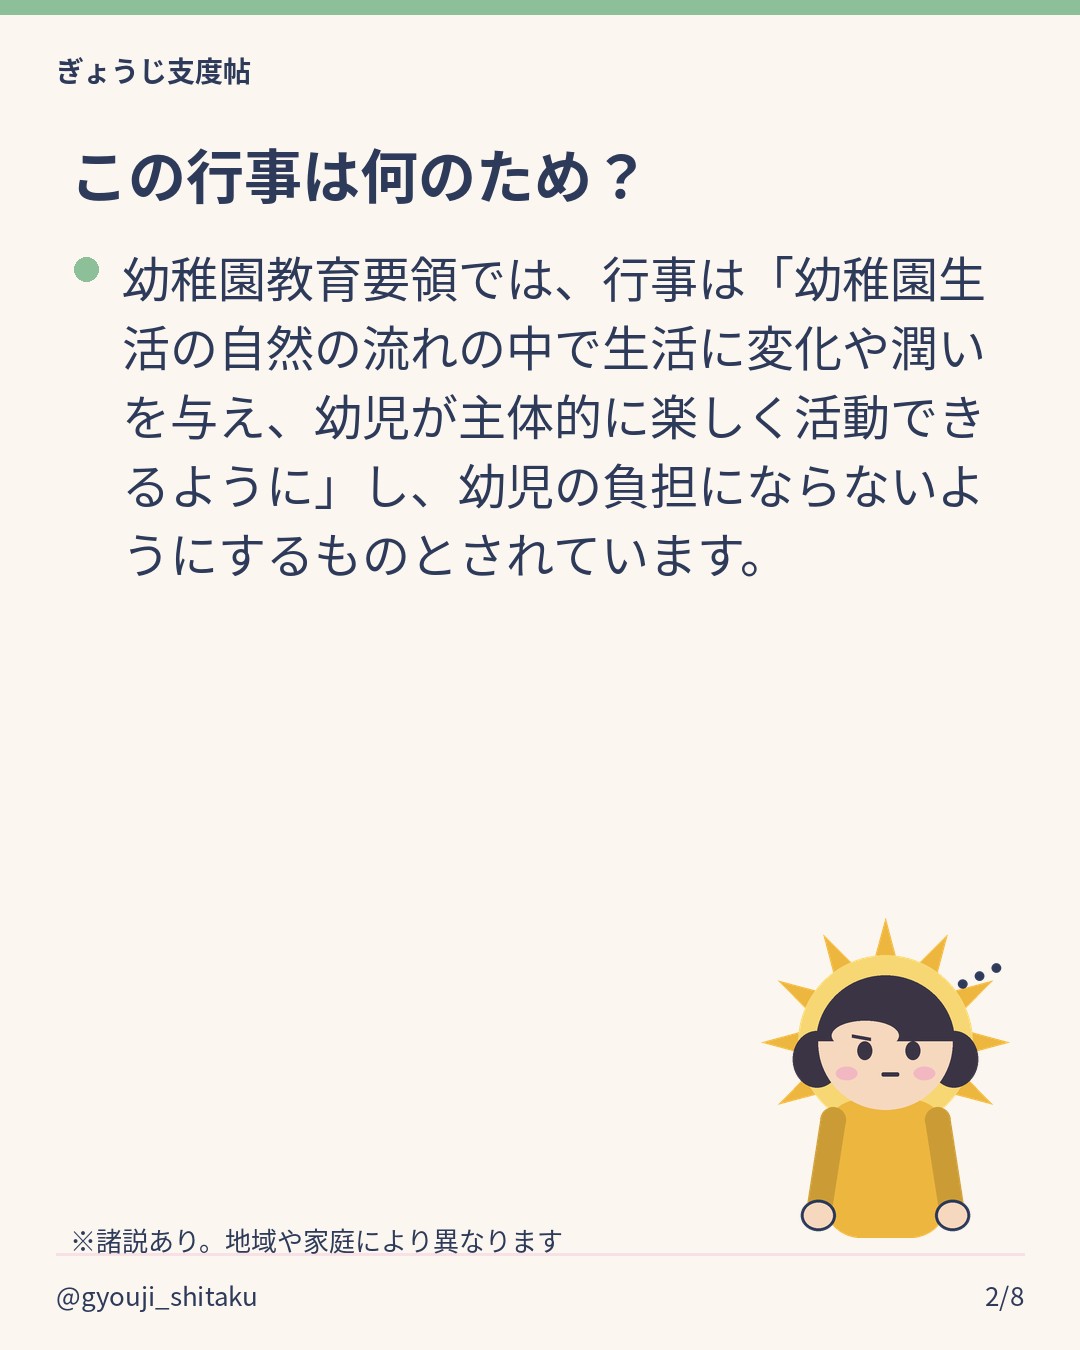 ぎょうじ支度帖
この行事は何のため？
幼稚園教育要領では、行事は「幼稚園生
活の自然の流れの中で生活に変化や潤い
を与え、幼児が主体的に楽しく活動でき
るように」し、幼児の負担にならないよ
うにするものとされています。
※諸説あり。地域や家庭により異なります
@gyouji_shitaku
2/8